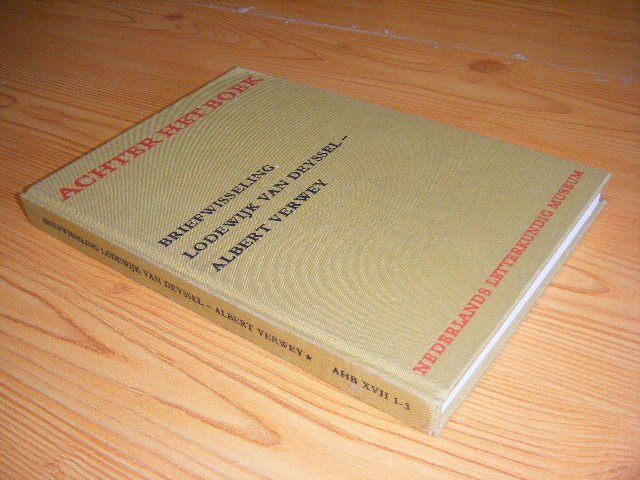 ACHTER HET BOEK
BRIEFWISSELING
LODEWIJK VAN DEYSSEL –
ALBERT VERWEY
NEDERLANDS LETTERKUNDIG MUSEUM
BRIEFWISSELING LODEWIJK VAN DEYSSEL – ALBERT VERWEY ★ AHB XVII 1-3